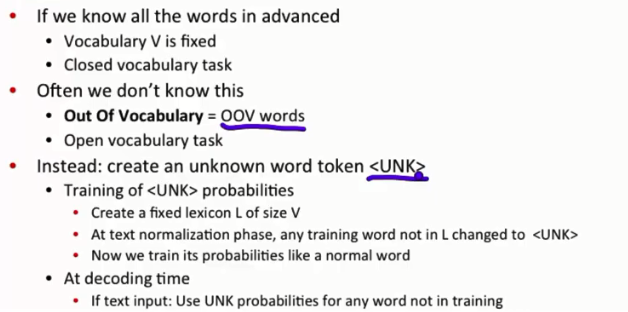 • If we know all the words in advanced
• Vocabulary V is fixed
• Closed vocabulary task
• Often we don't know this
• Out Of Vocabulary = OOV words
• Open vocabulary task
• Instead: create an unknown word token <UNK>
• Training of <UNK> probabilities
• Create a fixed lexicon L of size V
• At text normalization phase, any training word not in L changed to <UNK>
• Now we train its probabilities like a normal word
• At decoding time
• If text input: Use UNK probabilities for any word not in training